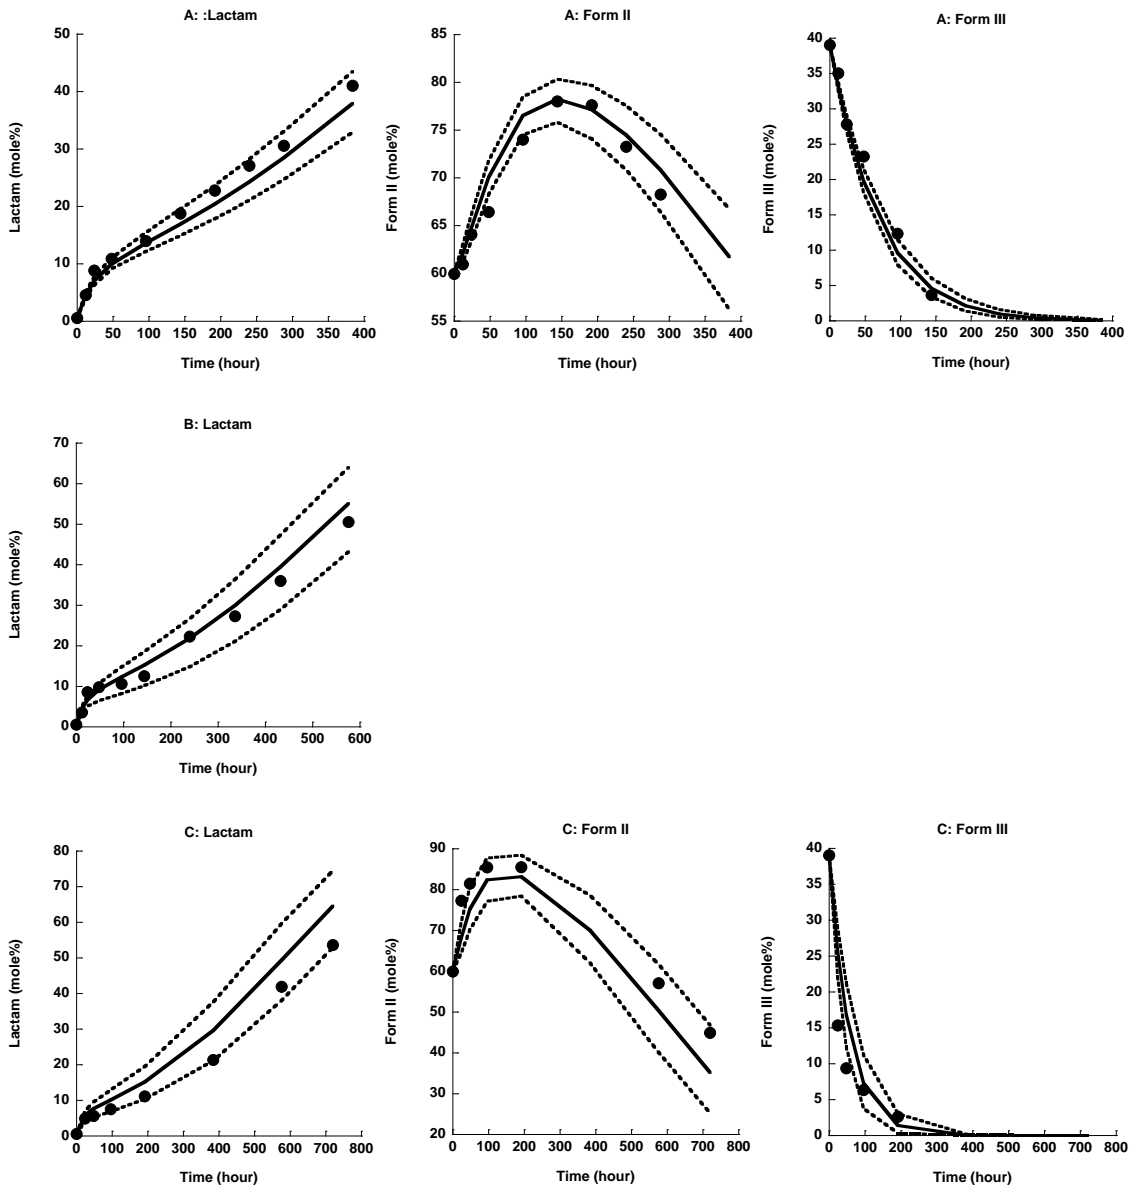 A: :Lactam
50
40
30
20
10
0
0 50 100 150 200 250 300 350 400
Lactam (mole%)
Time (hour)
A: Form II
85
80
75
70
65
60
55
0 50 100 150 200 250 300 350 400
Form II (mole%)
Time (hour)
A: Form III
40
35
30
25
20
15
10
5
0
0 50 100 150 200 250 300 350 400
Form III (mole%)
Time (hour)
B: Lactam
70
60
50
40
30
20
10
0
0 100 200 300 400 500 600
Lactam (mole%)
Time (hour)
C: Lactam
80
70
60
50
40
30
20
10
0
0 100 200 300 400 500 600 700 800
Lactam (mole%)
Time (hour)
C: Form II
90
80
70
60
50
40
30
20
0 100 200 300 400 500 600 700 800
Form II (mole%)
Time (hour)
C: Form III
40
35
30
25
20
15
10
5
0
0 100 200 300 400 500 600 700 800
Form III (mole%)
Time (hour)